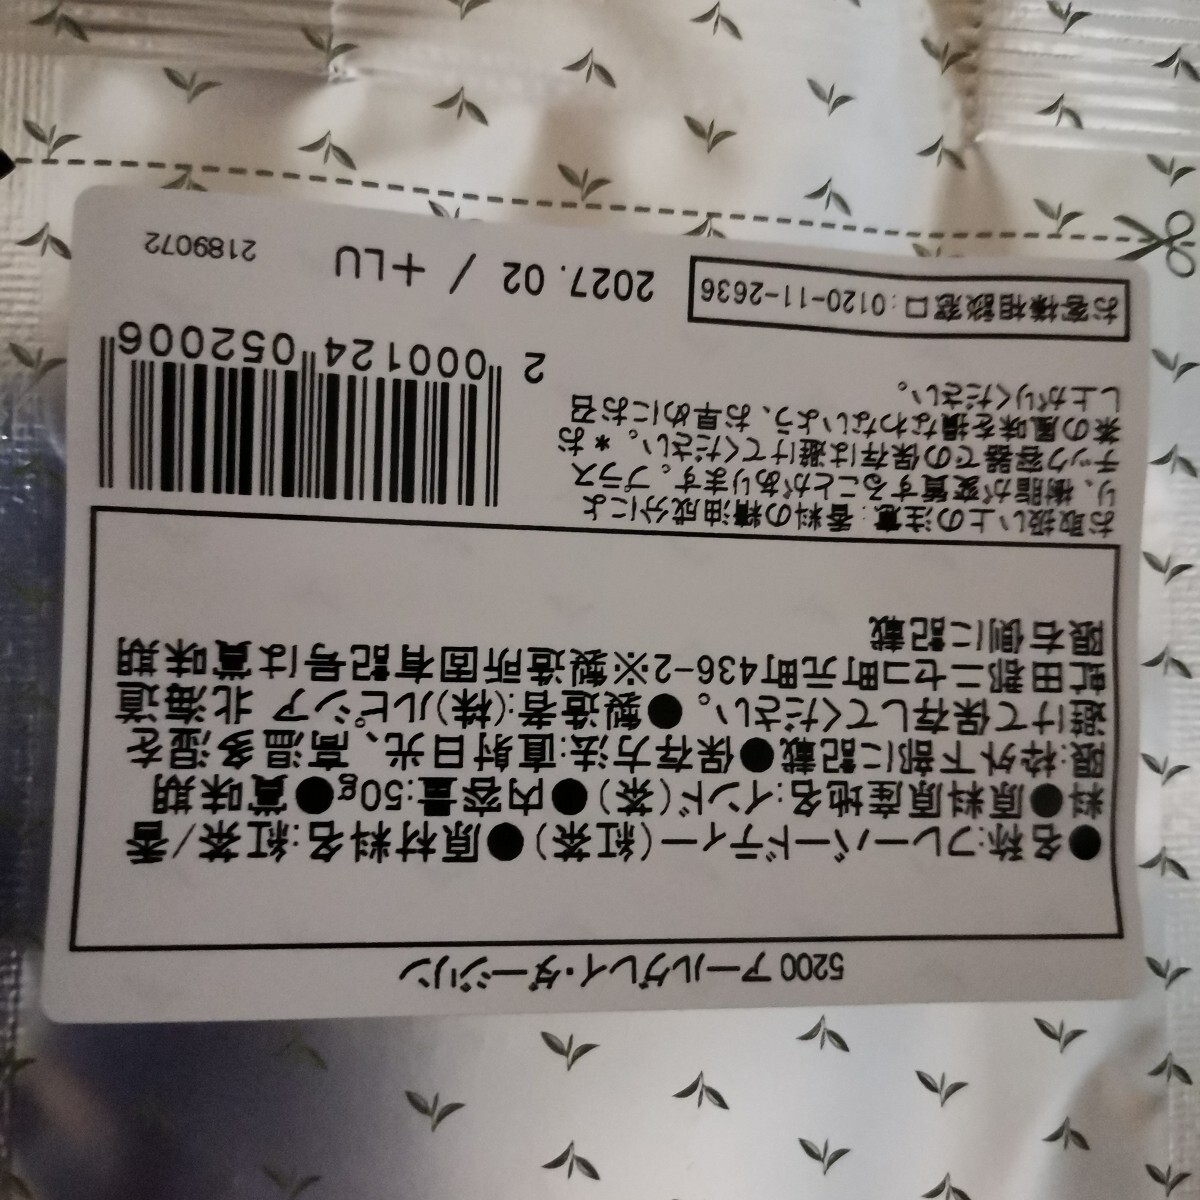 5200 アールグレイ・ダージリン
●名称:フレーバードティー(紅茶)●原材料名:紅茶/香
料●原料原産地名:インド(茶)●内容量:50g●賞味期
限:枠外下部に記載●保存方法:直射日光、高温多湿を
避けて保存してください。●製造者:(株)ルピシア 北海道
虻田郡ニセコ町元町436-2※製造所固有記号は賞味期
限右側に記載
お取扱い上の注意:香料の精油成分によ
り、樹脂が変質することがあります。プラス
チック容器での保存は避けてください。*お
茶の風味を損なわないよう、お早めにお召
し上がりください。
2 000124 052006
お客様相談窓口:0120-11-2636
2027. 02 / +LU
2189072